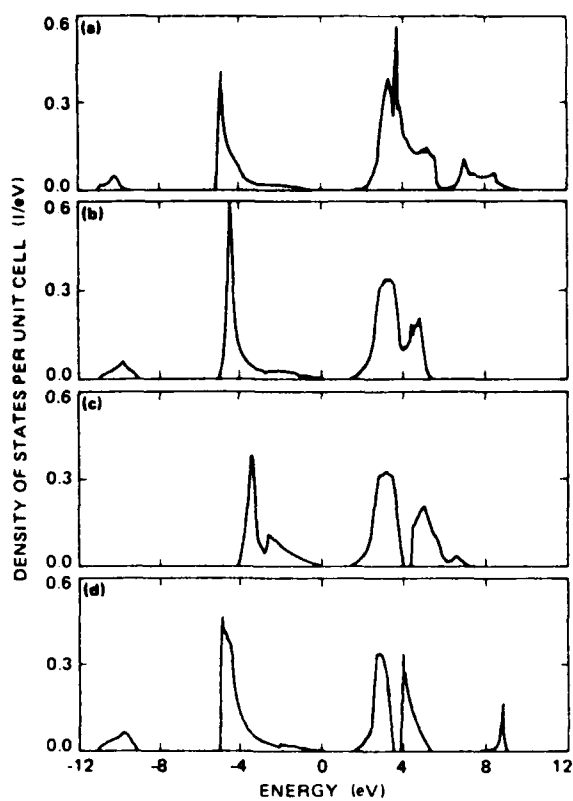 0.6
(a)
0.3
0.0
0.6
(b)
0.3
0.0
0.6
(c)
0.3
0.0
0.6
(d)
0.3
0.0
-12 -8 -4 0 4 8 12
ENERGY (eV)
DENSITY OF STATES PER UNIT CELL (1/eV)